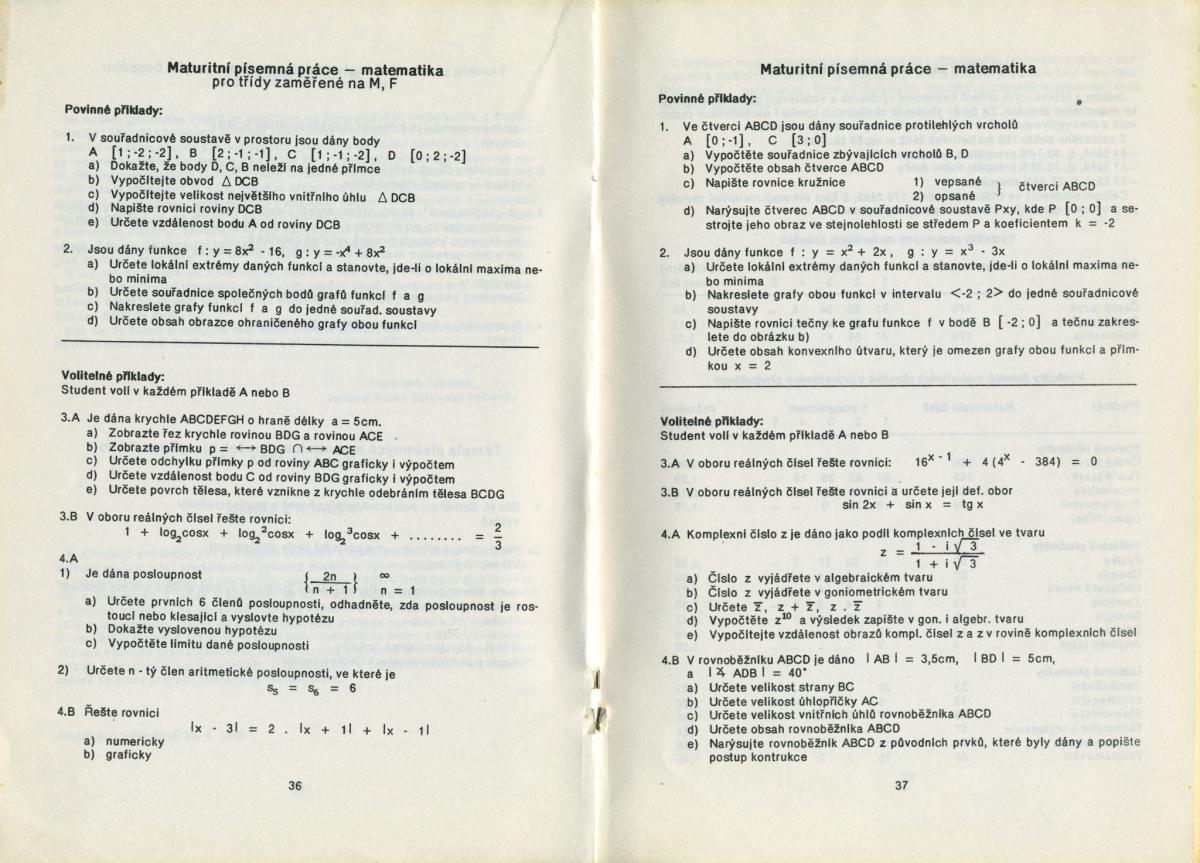 Maturitní písemná práce – matematika
pro třídy zaměřené na M, F
Povinné příklady:
1. V souřadnicové soustavě v prostoru jsou dány body
A [1;-2;-2], B [2;-1;-1], C [1;-1;-2], D [0;2;-2]
a) Dokažte, že body D, C, B neleží na jedné přímce
b) Vypočítejte obvod △ DCB
c) Vypočítejte velikost největšího vnitřního úhlu △ DCB
d) Napište rovnici roviny DCB
e) Určete vzdálenost bodu A od roviny DCB
2. Jsou dány funkce f : y = 8x² - 16, g : y = -x⁴ + 8x²
a) Určete lokální extrémy daných funkcí a stanovte, jde-li o lokální maxima ne-
bo minima
b) Určete souřadnice společných bodů grafů funkcí f a g
c) Nakreslete grafy funkcí f a g do jedné souřad. soustavy
d) Určete obsah obrazce ohraničeného grafy obou funkcí
Volitelné příklady:
Student volí v každém příkladě A nebo B
3.A Je dána krychle ABCDEFGH o hraně délky a = 5cm.
a) Zobrazte řez krychle rovinou BDG a rovinou ACE
b) Zobrazte přímku p = ↔ BDG ∩ ↔ ACE
c) Určete odchylku přímky p od roviny ABC graficky i výpočtem
d) Určete vzdálenost bodu C od roviny BDG graficky i výpočtem
e) Určete povrch tělesa, které vznikne z krychle odebráním tělesa BCDG
3.B V oboru reálných čísel řešte rovnici:
1 + log₂cosx + log₂²cosx + log₂³cosx + ........ = 2/3
4.A
1) Je dána posloupnost {2n/(n + 1)} ∞ n = 1
a) Určete prvních 6 členů posloupnosti, odhadněte, zda posloupnost je ros-
toucí nebo klesající a vyslovte hypotézu
b) Dokažte vyslovenou hypotézu
c) Vypočtěte limitu dané posloupnosti
2) Určete n - tý člen aritmetické posloupnosti, ve které je
s₅ = s₆ = 6
4.B Řešte rovnici
|x - 3| = 2 . |x + 1| + |x - 1|
a) numericky
b) graficky
36
Maturitní písemná práce – matematika
Povinné příklady:
1. Ve čtverci ABCD jsou dány souřadnice protilehlých vrcholů
A [0;-1], C [3;0]
a) Vypočtěte souřadnice zbývajících vrcholů B, D
b) Vypočtěte obsah čtverce ABCD
c) Napište rovnice kružnice 1) vepsané } čtverci ABCD
2) opsané
d) Narýsujte čtverec ABCD v souřadnicové soustavě Pxy, kde P [0;0] a se-
strojte jeho obraz ve stejnolehlosti se středem P a koeficientem k = -2
2. Jsou dány funkce f : y = x² + 2x, g : y = x³ - 3x
a) Určete lokální extrémy daných funkcí a stanovte, jde-li o lokální maxima ne-
bo minima
b) Nakreslete grafy obou funkcí v intervalu <-2 ; 2> do jedné souřadnicové
soustavy
c) Napište rovnici tečny ke grafu funkce f v bodě B [-2;0] a tečnu zakres-
lete do obrázku b)
d) Určete obsah konvexního útvaru, který je omezen grafy obou funkcí a přím-
kou x = 2
Volitelné příklady:
Student volí v každém příkladě A nebo B
3.A V oboru reálných čísel řešte rovnici: 16ˣ⁻¹ + 4(4ˣ - 384) = 0
3.B V oboru reálných čísel řešte rovnici a určete její def. obor
sin 2x + sin x = tg x
4.A Komplexní číslo z je dáno jako podíl komplexních čísel ve tvaru
z = (1 - i√3)/(1 + i√3)
a) Číslo z vyjádřete v algebraickém tvaru
b) Číslo z vyjádřete v goniometrickém tvaru
c) Určete z̅, z + z̅, z . z̅
d) Vypočtěte z¹⁰ a výsledek zapište v gon. i algebr. tvaru
e) Vypočítejte vzdálenost obrazů kompl. čísel z a z v rovině komplexních čísel
4.B V rovnoběžníku ABCD je dáno |AB| = 3,5cm, |BD| = 5cm,
a |∢ ADB| = 40°
a) Určete velikost strany BC
b) Určete velikost úhlopříčky AC
c) Určete velikost vnitřních úhlů rovnoběžníka ABCD
d) Určete obsah rovnoběžníka ABCD
e) Narýsujte rovnoběžník ABCD z původních prvků, které byly dány a popište
postup kontrukce
37